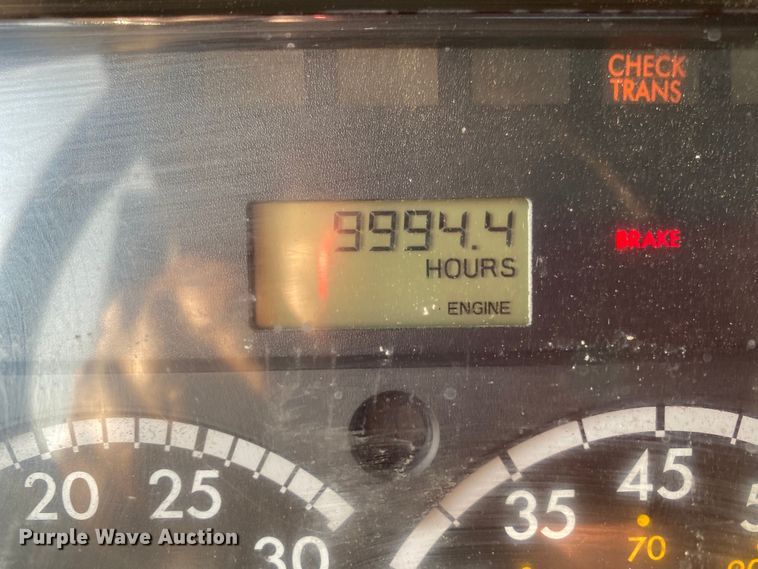 CHECK
TRANS
9994.4
BRAKE
HOURS
ENGINE
20 25 30
35 45
70
Purple Wave Auction